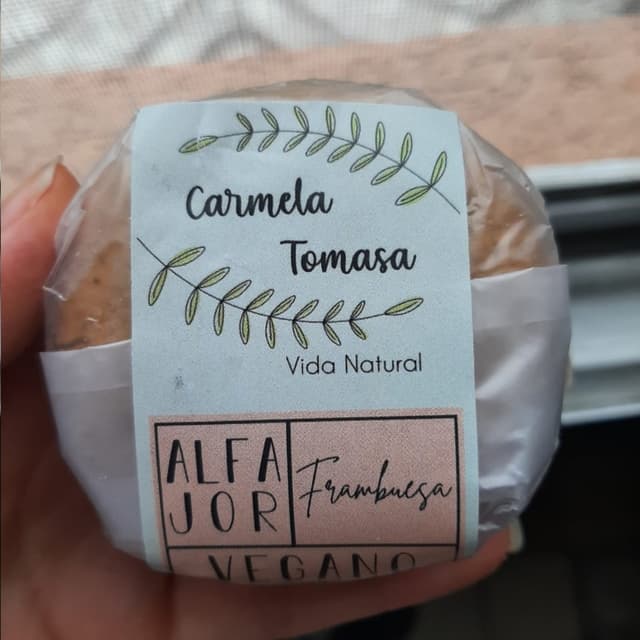 Carmela
Tomasa
Vida Natural
ALFA
JOR
Frambuesa
VEGANO